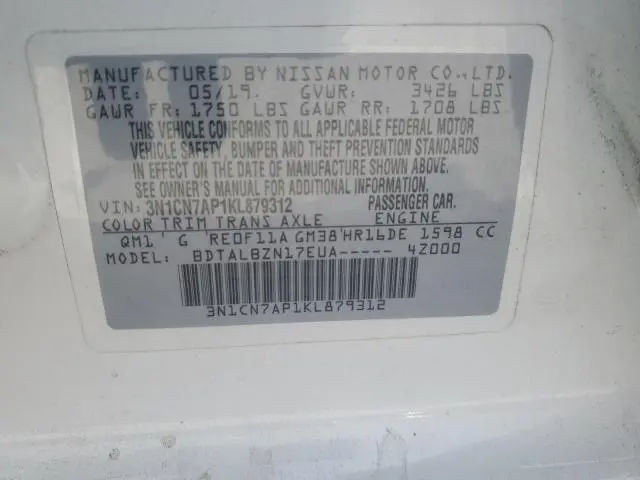 MANUFACTURED BY NISSAN MOTOR CO., LTD.
DATE: 05/19. GVWR: 3426 LBS
GAWR FR: 1750 LBS GAWR RR: 1708 LBS
THIS VEHICLE CONFORMS TO ALL APPLICABLE FEDERAL MOTOR
VEHICLE SAFETY, BUMPER AND THEFT PREVENTION STANDARDS
IN EFFECT ON THE DATE OF MANUFACTURE SHOWN ABOVE.
SEE OWNER'S MANUAL FOR ADDITIONAL INFORMATION.
VIN: 3N1CN7AP1KL879312 PASSENGER CAR.
COLOR TRIM TRANS AXLE ENGINE
QM1 G RE0F11A GM38 HR16DE 1598 CC
MODEL: BDTALBZN17EUA----- 4Z000
3N1CN7AP1KL879312